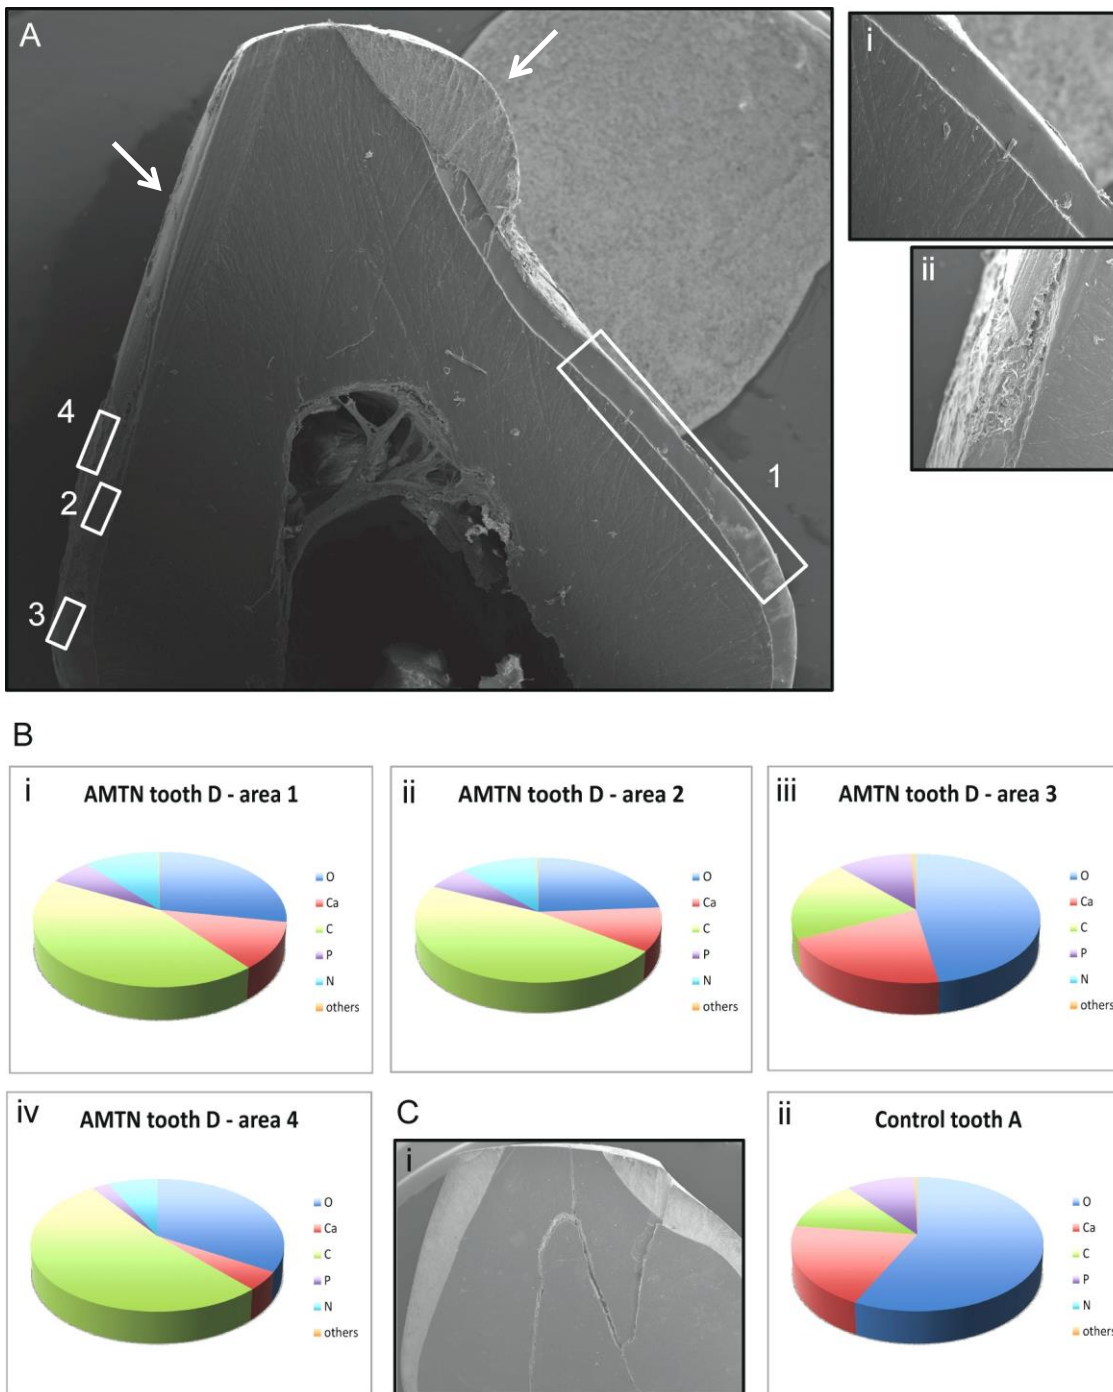 A
i
ii
4
2
3
1
B
i
AMTN tooth D - area 1
O
Ca
C
P
N
others
ii
AMTN tooth D - area 2
O
Ca
C
P
N
others
iii
AMTN tooth D - area 3
O
Ca
C
P
N
others
iv
AMTN tooth D - area 4
O
Ca
C
P
N
others
C
i
ii
Control tooth A
O
Ca
C
P
N
others